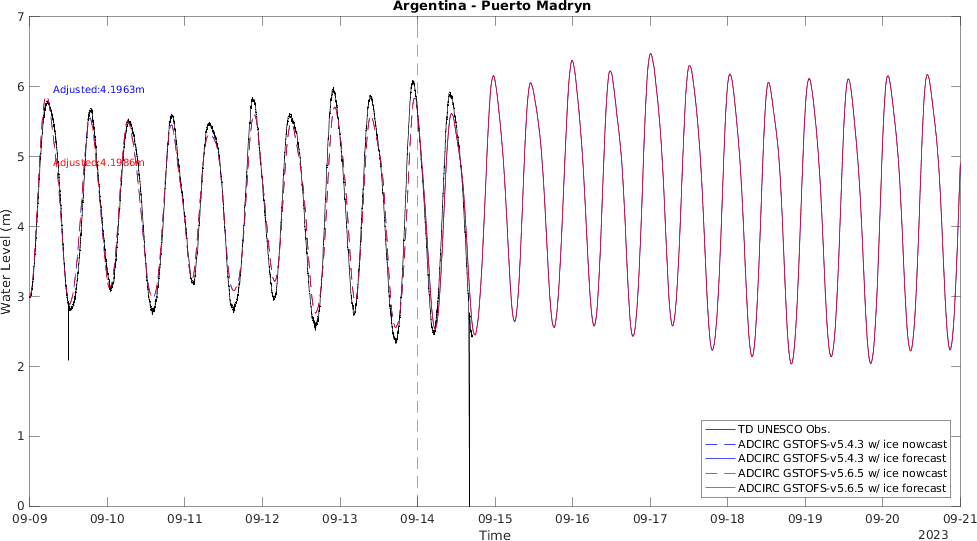 Argentina - Puerto Madryn
7
6
5
4
3
2
1
0
Water Level (m)
Adjusted:4.1963m
Adjusted:4.1986m
TD UNESCO Obs.
ADCIRC GSTOFS-v5.4.3 w/ ice nowcast
ADCIRC GSTOFS-v5.4.3 w/ ice forecast
ADCIRC GSTOFS-v5.6.5 w/ ice nowcast
ADCIRC GSTOFS-v5.6.5 w/ ice forecast
09-09 09-10 09-11 09-12 09-13 09-14 09-15 09-16 09-17 09-18 09-19 09-20 09-21
Time
2023